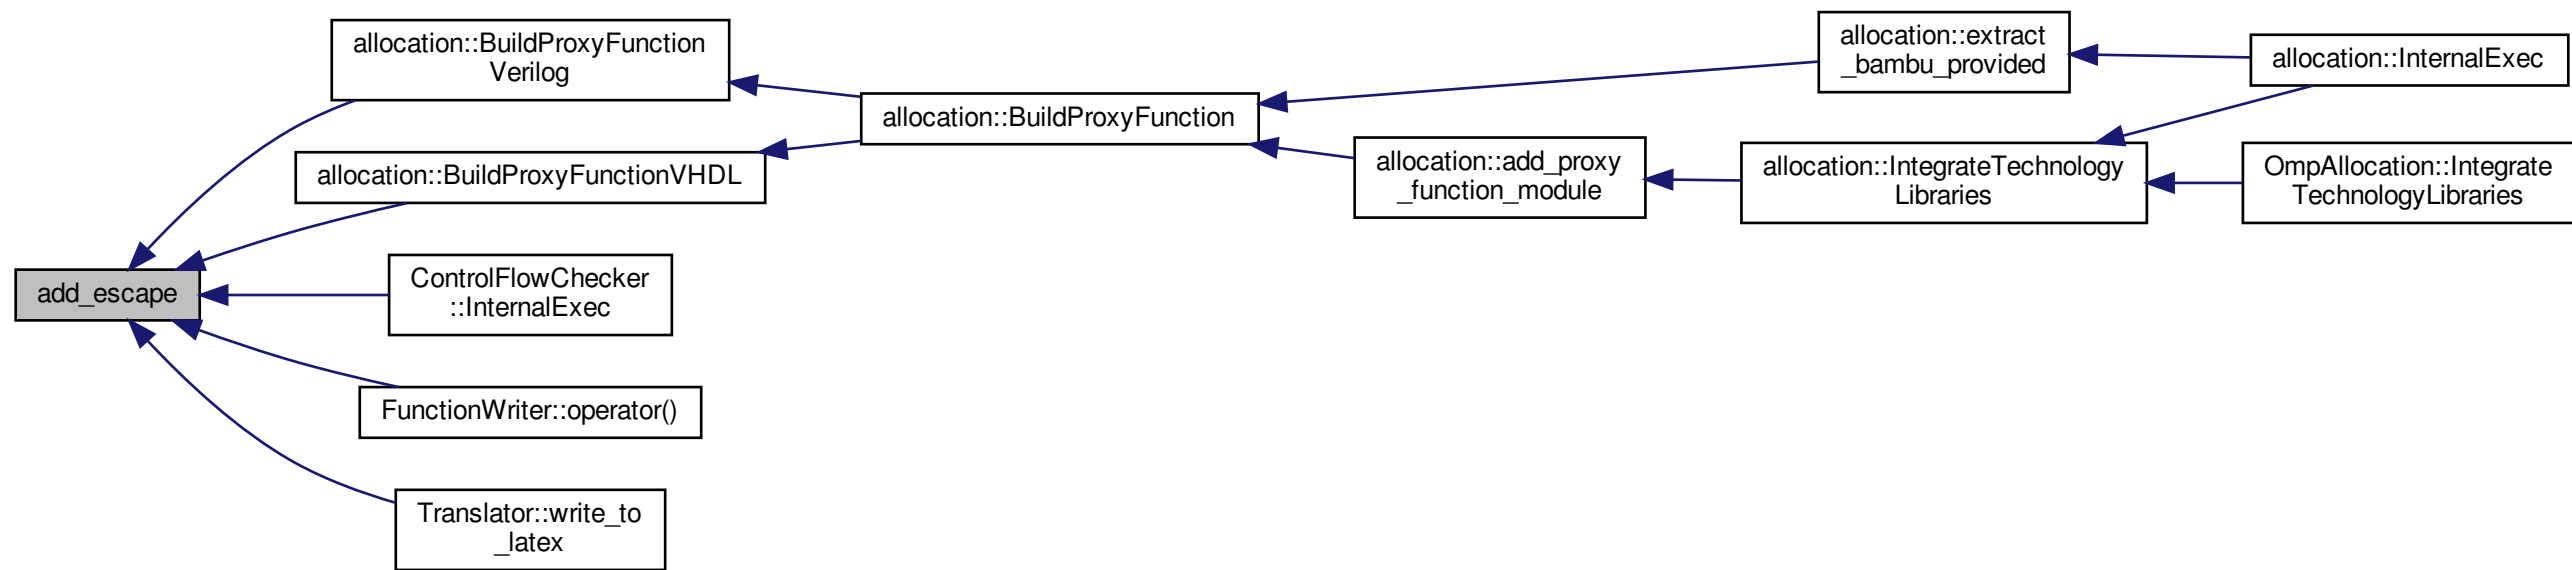 allocation::BuildProxyFunction
Verilog
allocation::extract
_bambu_provided
allocation::InternalExec
allocation::BuildProxyFunction
allocation::BuildProxyFunctionVHDL
allocation::add_proxy
_function_module
allocation::IntegrateTechnology
Libraries
OmpAllocation::Integrate
TechnologyLibraries
add_escape
ControlFlowChecker
::InternalExec
FunctionWriter::operator()
Translator::write_to
_latex